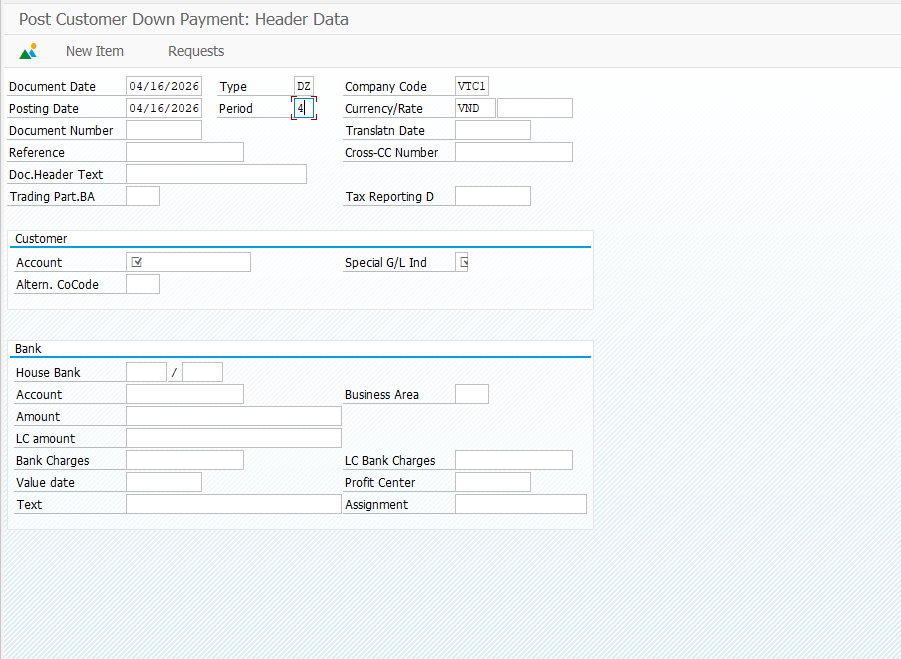 Post Customer Down Payment: Header Data
New Item Requests
Document Date 04/16/2026 Type DZ Company Code VTC1
Posting Date 04/16/2026 Period 4 Currency/Rate VND
Document Number Translatn Date
Reference Cross-CC Number
Doc.Header Text
Trading Part.BA Tax Reporting D
Customer
Account Special G/L Ind
Altern. CoCode
Bank
House Bank /
Account Business Area
Amount
LC amount
Bank Charges LC Bank Charges
Value date Profit Center
Text Assignment